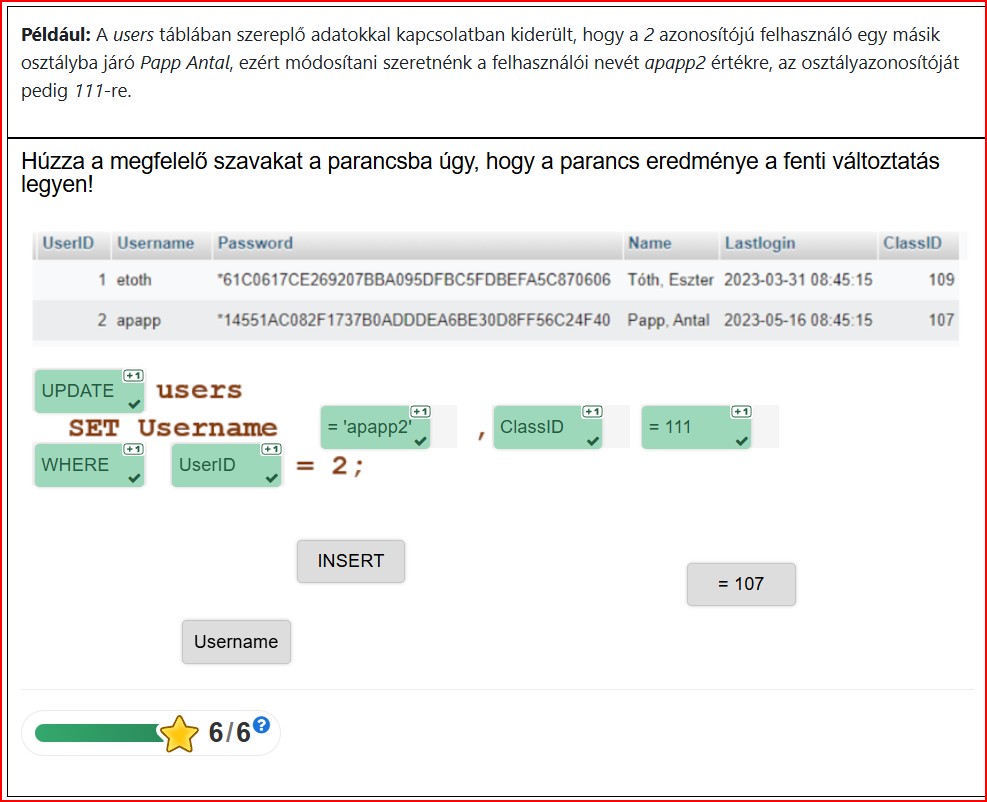 Például: A users táblában szereplő adatokkal kapcsolatban kiderült, hogy a 2 azonosítójú felhasználó egy másik
osztályba járó Papp Antal, ezért módosítani szeretnénk a felhasználói nevét apapp2 értékre, az osztályazonosítóját
pedig 111-re.
Húzza a megfelelő szavakat a parancsba úgy, hogy a parancs eredménye a fenti változtatás
legyen!
UserID Username Password Name Lastlogin ClassID
1 etoth *61C0617CE269207BBA095DFBC5FDBEFA5C870606 Tóth, Eszter 2023-03-31 08:45:15 109
2 apapp *14551AC082F1737B0ADDDEA6BE30D8FF56C24F40 Papp, Antal 2023-05-16 08:45:15 107
UPDATE +1 users
SET Username = 'apapp2' +1 , ClassID +1 = 111 +1
WHERE +1 UserID +1 = 2;
INSERT
= 107
Username
6/6 ?